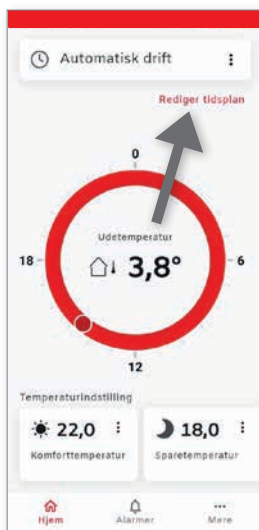 Automatisk drift
Rediger tidsplan
0
Udetemperatur
3,8°
18
6
12
Temperaturindstilling
22,0
18,0
Komforttemperatur
Sparetemperatur
Hjem
Alarmer
Mere